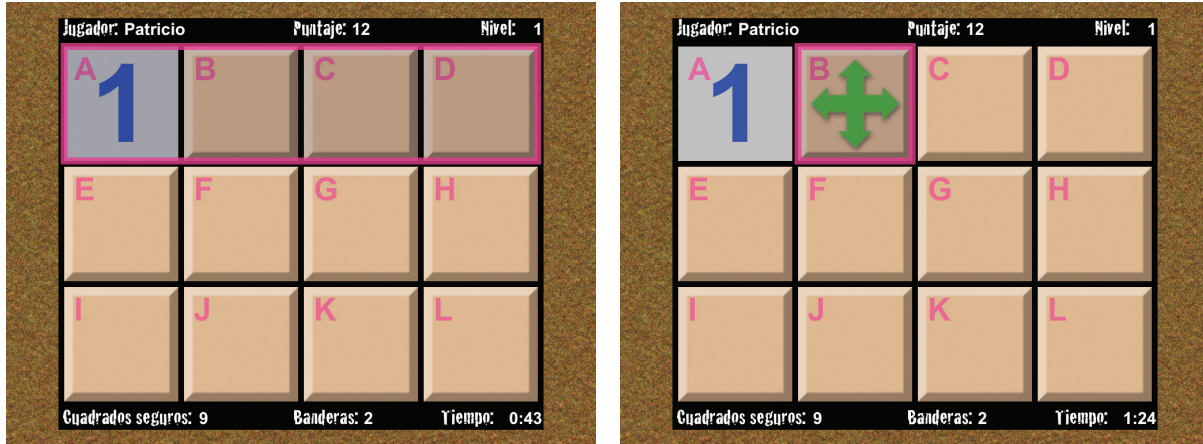 Jugador: Patricio Puntaje: 12 Nivel: 1
A 1 B C D
E F G H
I J K L
Cuadrados seguros: 9 Banderas: 2 Tiempo: 0:43
Jugador: Patricio Puntaje: 12 Nivel: 1
A 1 B C D
E F G H
I J K L
Cuadrados seguros: 9 Banderas: 2 Tiempo: 1:24